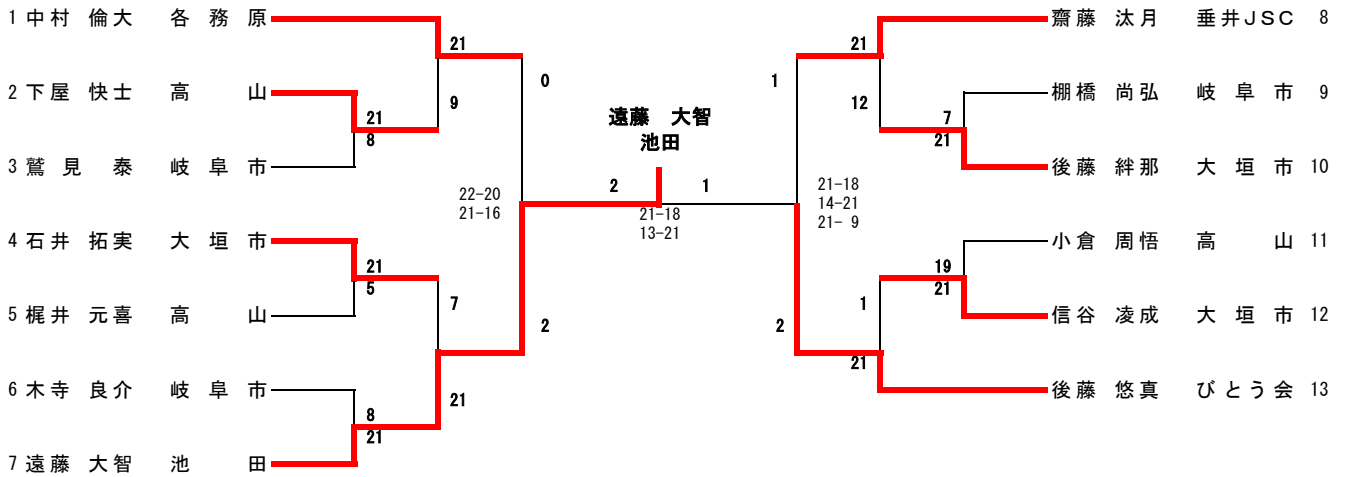 1 中村 倫大 各務原
2 下屋 快士 高山
3 鷲見 泰 岐阜市
4 石井 拓実 大垣市
5 梶井 元喜 高山
6 木寺 良介 岐阜市
7 遠藤 大智 池田
21
9
21
8
21
5
7
8
21
21
0
22-20
21-16
2
遠藤 大智
池田
2
1
21-18
13-21
1
21-18
14-21
21- 9
2
21
12
7
21
19
21
1
21
齋藤 汰月 垂井JSC 8
棚橋 尚弘 岐阜市 9
後藤 絆那 大垣市 10
小倉 周悟 高山 11
信谷 凌成 大垣市 12
後藤 悠真 びとう会 13